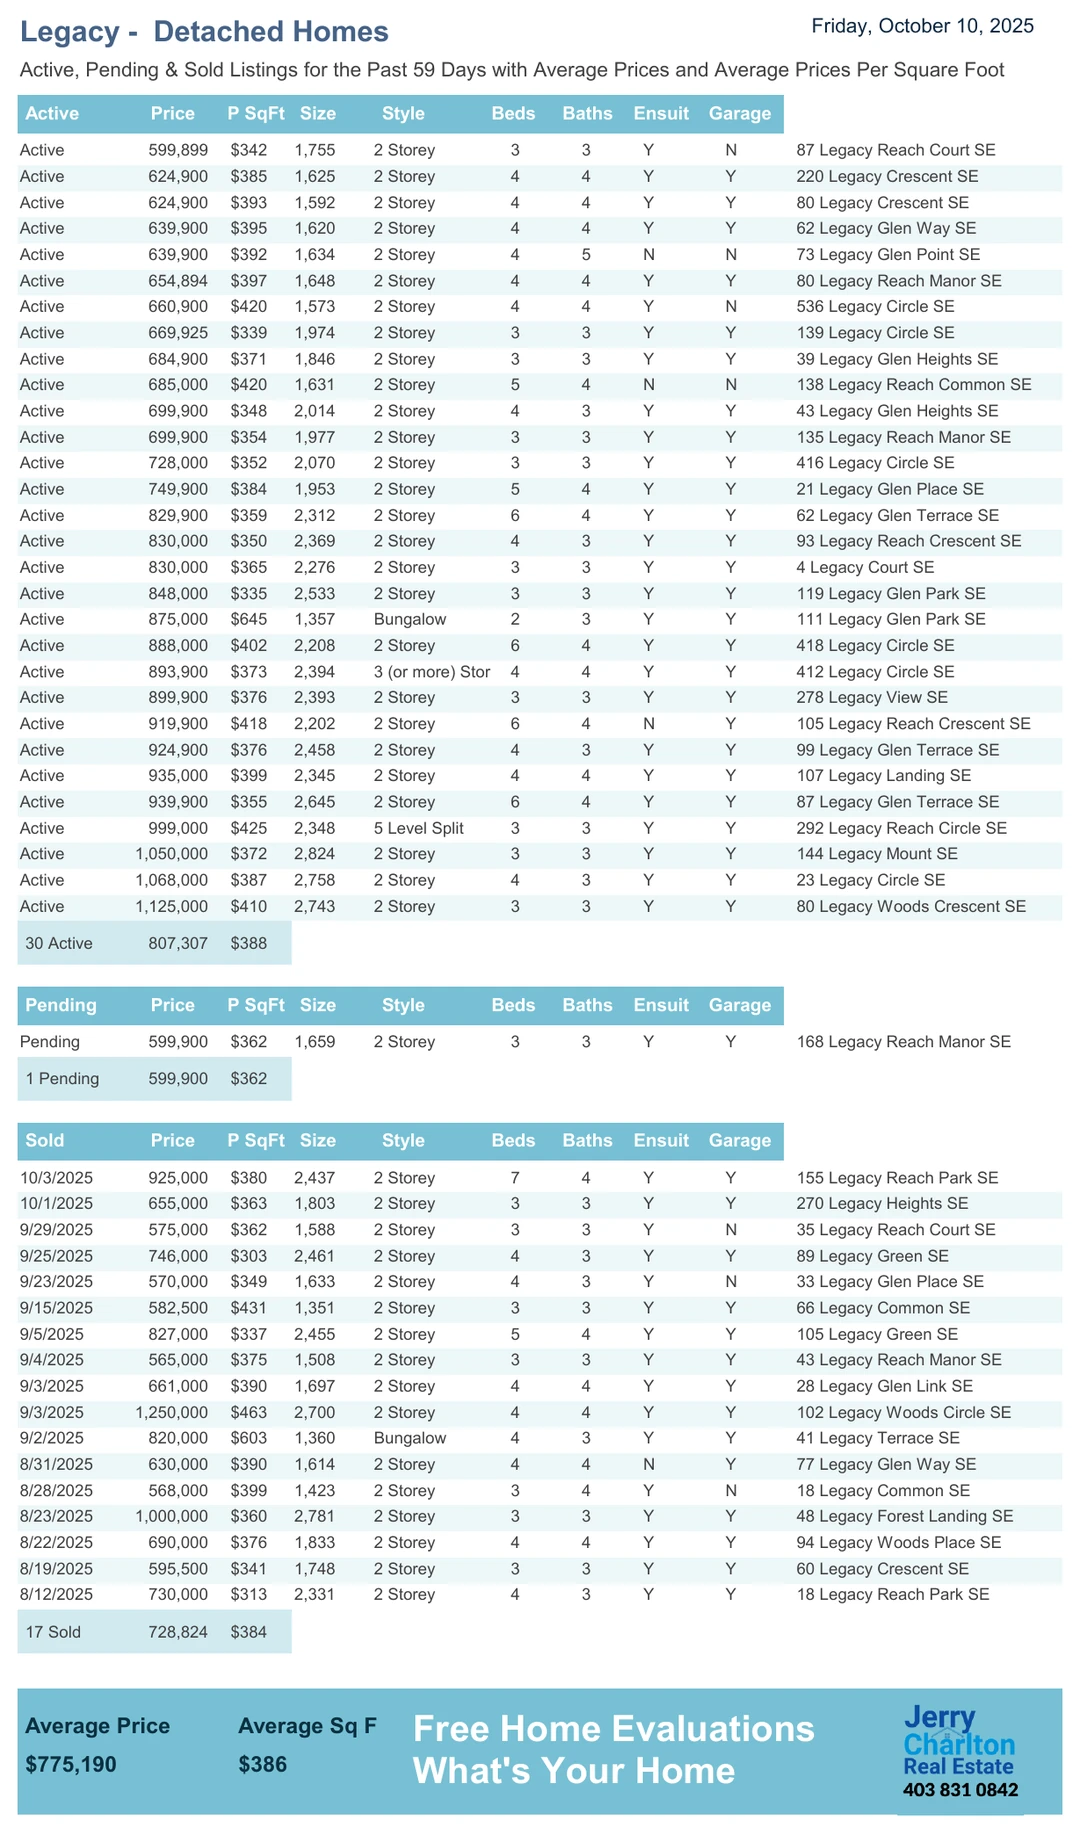 Legacy - Detached Homes
Friday, October 10, 2025
Active, Pending & Sold Listings for the Past 59 Days with Average Prices and Average Prices Per Square Foot
Active Price P SqFt Size Style Beds Baths Ensuit Garage
Active 599,899 $342 1,755 2 Storey 3 3 Y N 87 Legacy Reach Court SE
Active 624,900 $385 1,625 2 Storey 4 4 Y Y 220 Legacy Crescent SE
Active 624,900 $393 1,592 2 Storey 4 4 Y Y 80 Legacy Crescent SE
Active 639,900 $395 1,620 2 Storey 4 4 Y Y 62 Legacy Glen Way SE
Active 639,900 $392 1,634 2 Storey 4 5 N N 73 Legacy Glen Point SE
Active 654,894 $397 1,648 2 Storey 4 4 Y Y 80 Legacy Reach Manor SE
Active 660,900 $420 1,573 2 Storey 4 4 Y N 536 Legacy Circle SE
Active 669,925 $339 1,974 2 Storey 3 3 Y Y 139 Legacy Circle SE
Active 684,900 $371 1,846 2 Storey 3 3 Y Y 39 Legacy Glen Heights SE
Active 685,000 $420 1,631 2 Storey 5 4 N N 138 Legacy Reach Common SE
Active 699,900 $348 2,014 2 Storey 4 3 Y Y 43 Legacy Glen Heights SE
Active 699,900 $354 1,977 2 Storey 3 3 Y Y 135 Legacy Reach Manor SE
Active 728,000 $352 2,070 2 Storey 3 3 Y Y 416 Legacy Circle SE
Active 749,900 $384 1,953 2 Storey 5 4 Y Y 21 Legacy Glen Place SE
Active 829,900 $359 2,312 2 Storey 6 4 Y Y 62 Legacy Glen Terrace SE
Active 830,000 $350 2,369 2 Storey 4 3 Y Y 93 Legacy Reach Crescent SE
Active 830,000 $365 2,276 2 Storey 3 3 Y Y 4 Legacy Court SE
Active 848,000 $335 2,533 2 Storey 3 3 Y Y 119 Legacy Glen Park SE
Active 875,000 $645 1,357 Bungalow 2 3 Y Y 111 Legacy Glen Park SE
Active 888,000 $402 2,208 2 Storey 6 4 Y Y 418 Legacy Circle SE
Active 893,900 $373 2,394 3 (or more) Stor 4 4 Y Y 412 Legacy Circle SE
Active 899,900 $376 2,393 2 Storey 3 3 Y Y 278 Legacy View SE
Active 919,900 $418 2,202 2 Storey 6 4 N Y 105 Legacy Reach Crescent SE
Active 924,900 $376 2,458 2 Storey 4 3 Y Y 99 Legacy Glen Terrace SE
Active 935,000 $399 2,345 2 Storey 4 4 Y Y 107 Legacy Landing SE
Active 939,900 $355 2,645 2 Storey 6 4 Y Y 87 Legacy Glen Terrace SE
Active 999,000 $425 2,348 5 Level Split 3 3 Y Y 292 Legacy Reach Circle SE
Active 1,050,000 $372 2,824 2 Storey 3 3 Y Y 144 Legacy Mount SE
Active 1,068,000 $387 2,758 2 Storey 4 3 Y Y 23 Legacy Circle SE
Active 1,125,000 $410 2,743 2 Storey 3 3 Y Y 80 Legacy Woods Crescent SE
30 Active 807,307 $388
Pending Price P SqFt Size Style Beds Baths Ensuit Garage
Pending 599,900 $362 1,659 2 Storey 3 3 Y Y 168 Legacy Reach Manor SE
1 Pending 599,900 $362
Sold Price P SqFt Size Style Beds Baths Ensuit Garage
10/3/2025 925,000 $380 2,437 2 Storey 7 4 Y Y 155 Legacy Reach Park SE
10/1/2025 655,000 $363 1,803 2 Storey 3 3 Y Y 270 Legacy Heights SE
9/29/2025 575,000 $362 1,588 2 Storey 3 3 Y N 35 Legacy Reach Court SE
9/25/2025 746,000 $303 2,461 2 Storey 4 3 Y Y 89 Legacy Green SE
9/23/2025 570,000 $349 1,633 2 Storey 4 3 Y N 33 Legacy Glen Place SE
9/15/2025 582,500 $431 1,351 2 Storey 3 3 Y Y 66 Legacy Common SE
9/5/2025 827,000 $337 2,455 2 Storey 5 4 Y Y 105 Legacy Green SE
9/4/2025 565,000 $375 1,508 2 Storey 3 3 Y Y 43 Legacy Reach Manor SE
9/3/2025 661,000 $390 1,697 2 Storey 4 4 Y Y 28 Legacy Glen Link SE
9/3/2025 1,250,000 $463 2,700 2 Storey 4 4 Y Y 102 Legacy Woods Circle SE
9/2/2025 820,000 $603 1,360 Bungalow 4 3 Y Y 41 Legacy Terrace SE
8/31/2025 630,000 $390 1,614 2 Storey 4 4 N Y 77 Legacy Glen Way SE
8/28/2025 568,000 $399 1,423 2 Storey 3 4 Y N 18 Legacy Common SE
8/23/2025 1,000,000 $360 2,781 2 Storey 3 3 Y Y 48 Legacy Forest Landing SE
8/22/2025 690,000 $376 1,833 2 Storey 4 4 Y Y 94 Legacy Woods Place SE
8/19/2025 595,500 $341 1,748 2 Storey 3 3 Y Y 60 Legacy Crescent SE
8/12/2025 730,000 $313 2,331 2 Storey 4 3 Y Y 18 Legacy Reach Park SE
17 Sold 728,824 $384
Average Price Average Sq F
$775,190 $386
Free Home Evaluations
What's Your Home
Jerry
Charlton
Real Estate
403 831 0842